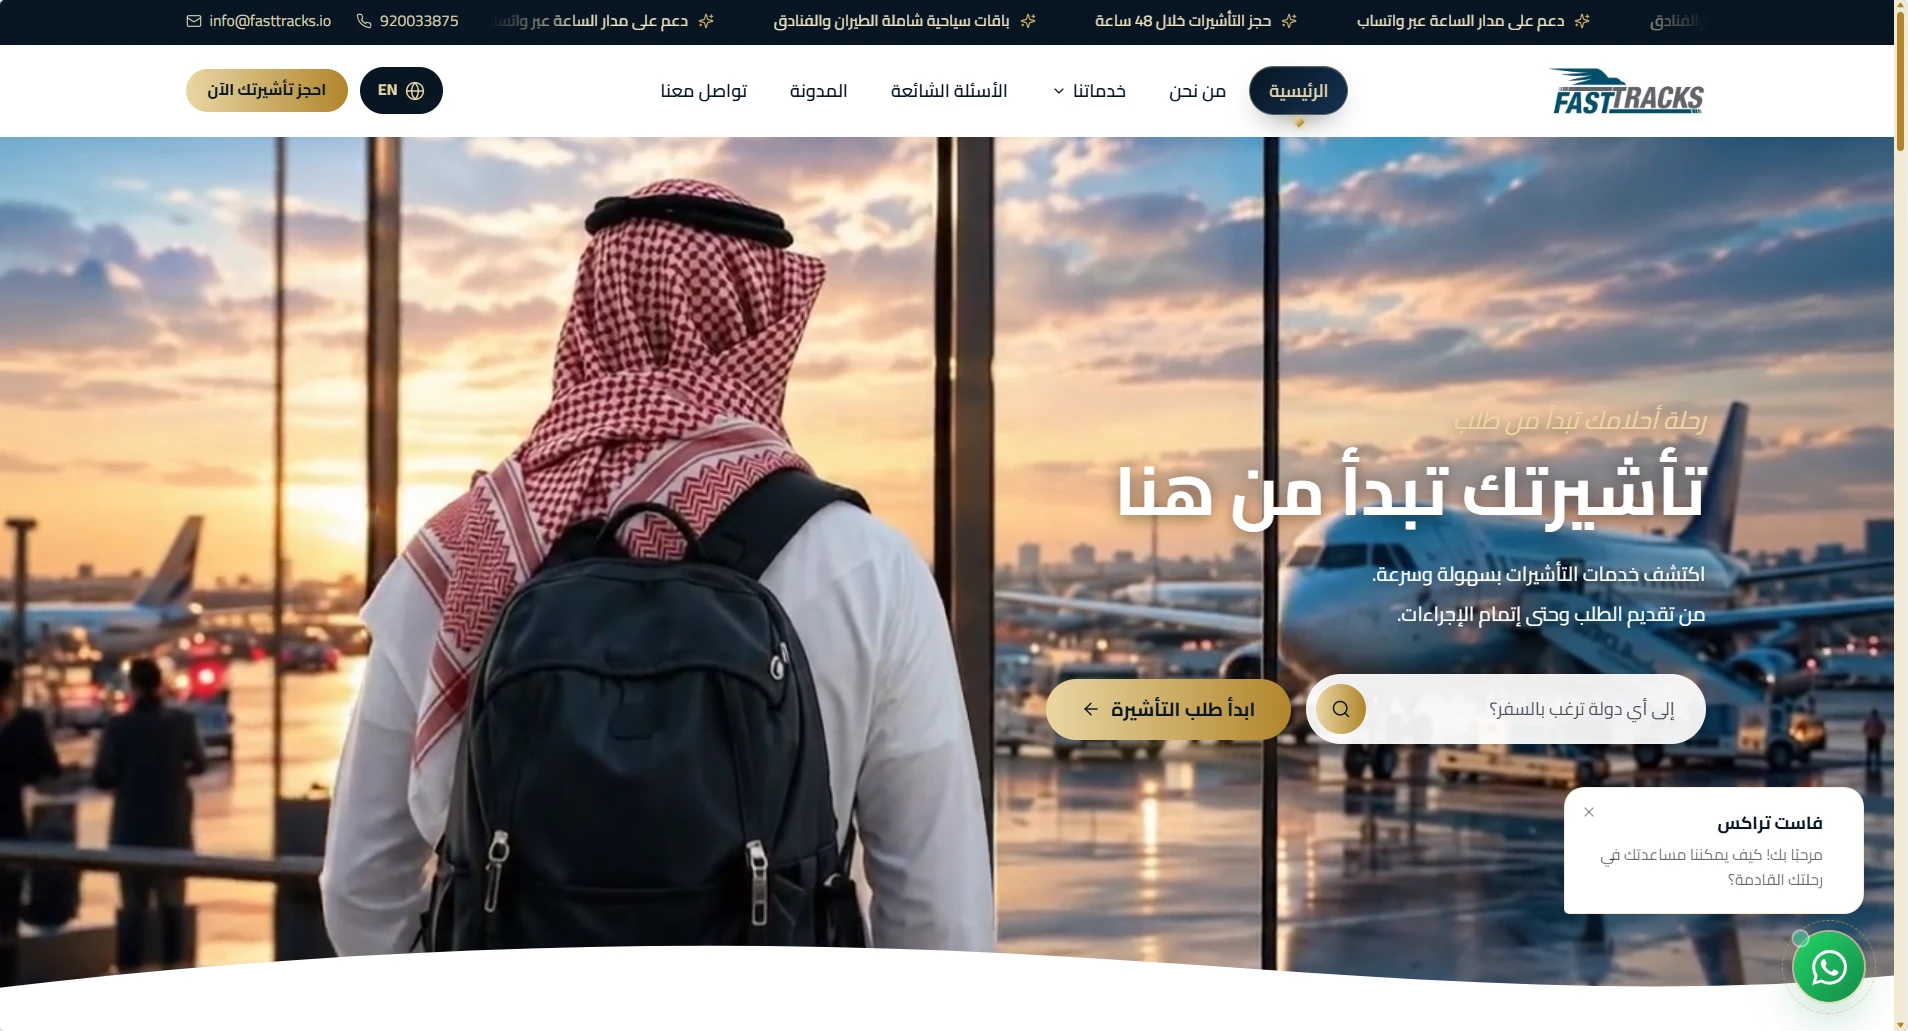 دعم على مدار الساعة عبر واتساب
حجز التأشيرات خلال 48 ساعة
باقات سياحية شاملة الطيران والفنادق
دعم على مدار الساعة عبر
920033875
info@fasttracks.io
FASTTRACKS
الرئيسية
من نحن
خدماتنا
الأسئلة الشائعة
المدونة
تواصل معنا
EN
احجز تأشيرتك الآن
رحلة أحلامك تبدأ من طلب
تأشيرتك تبدأ من هنا
اكتشف خدمات التأشيرات بسهولة وسرعة.
من تقديم الطلب وحتى إتمام الإجراءات.
إلى أي دولة ترغب بالسفر؟
ابدأ طلب التأشيرة
فاست تراكس
مرحبًا بك! كيف يمكننا مساعدتك في
رحلتك القادمة؟